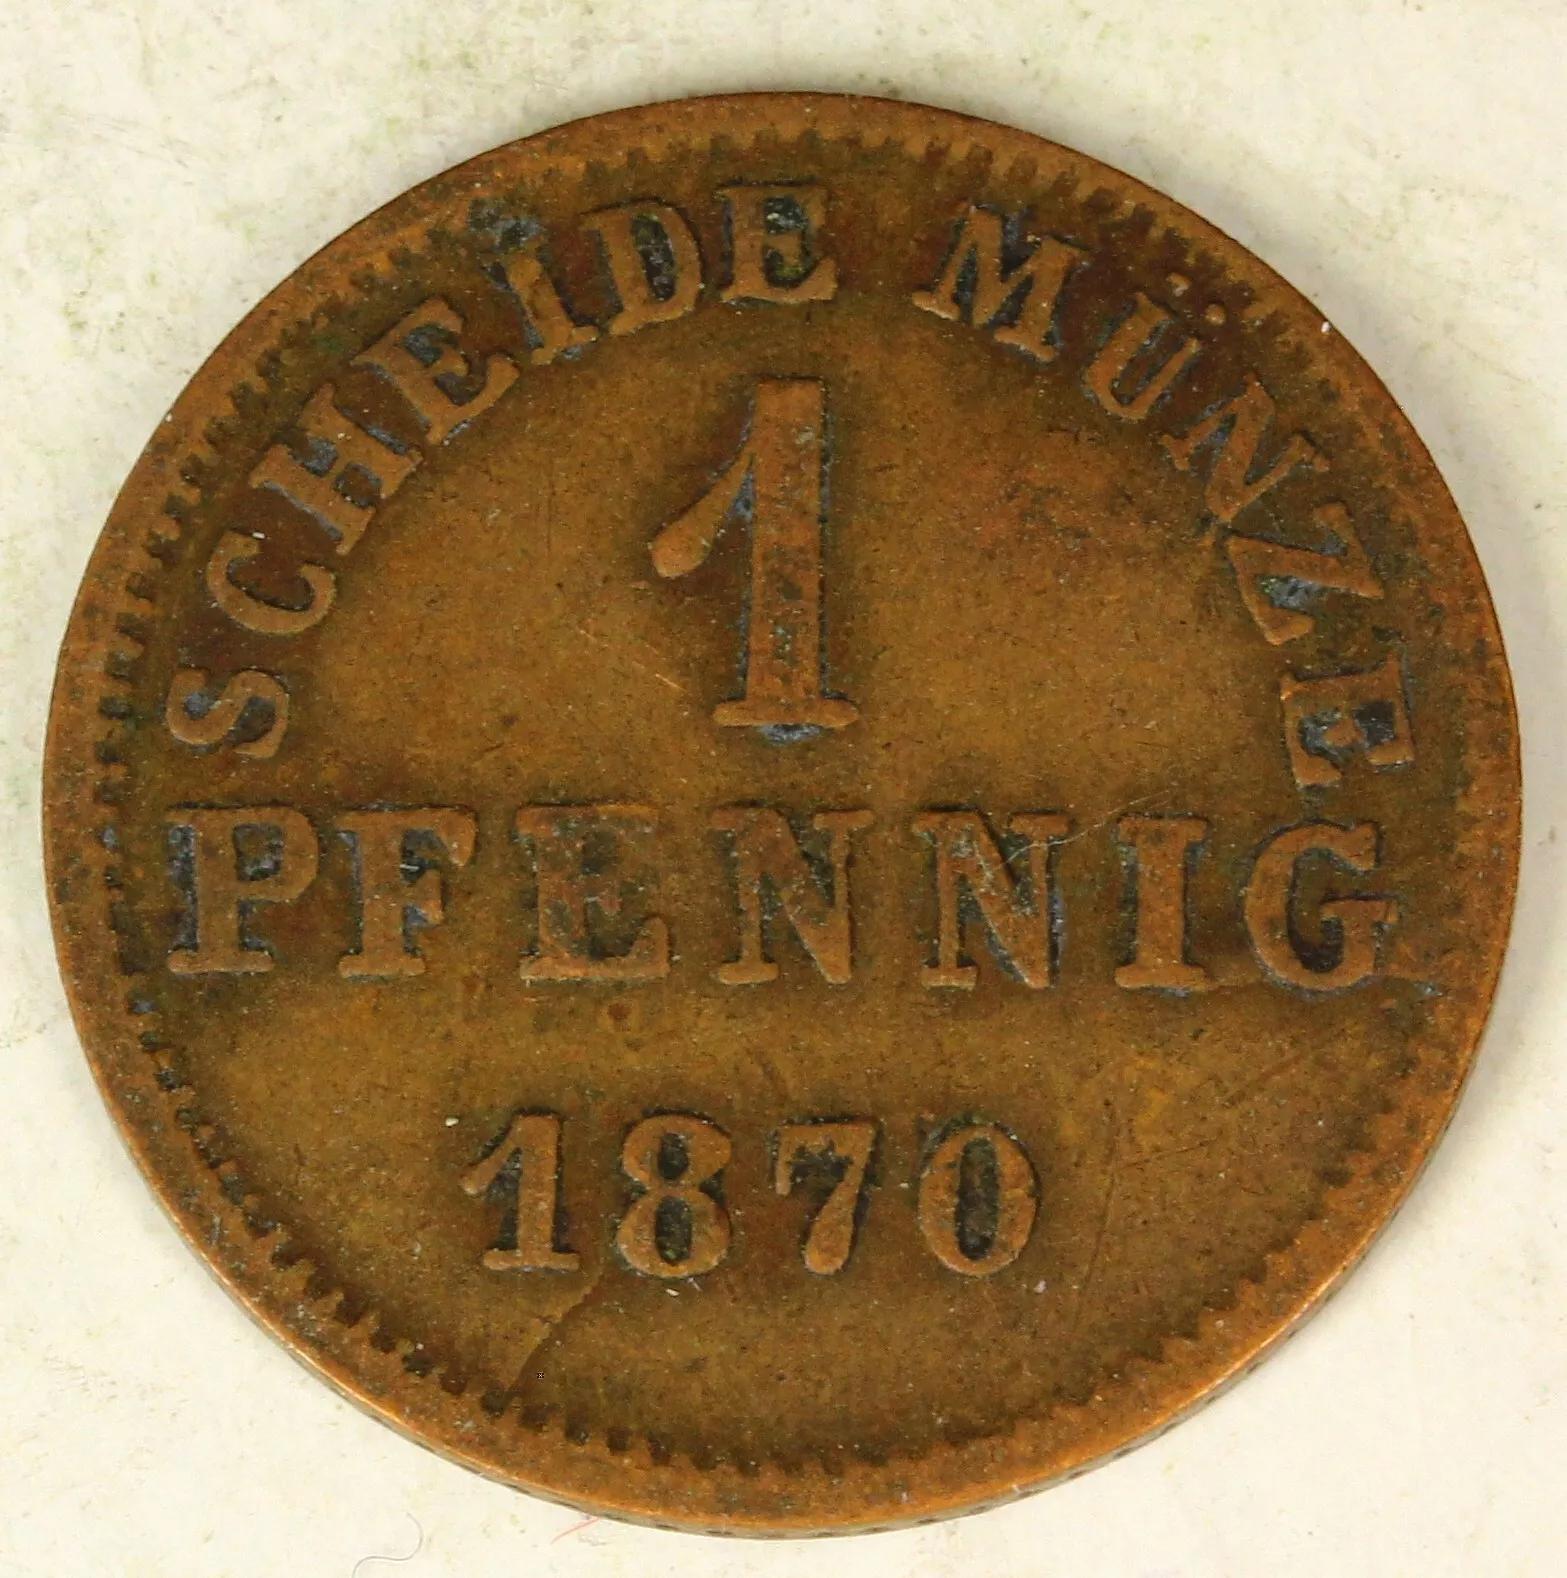 SCHEIDE MÜNZE
1
PFENNIG
1870